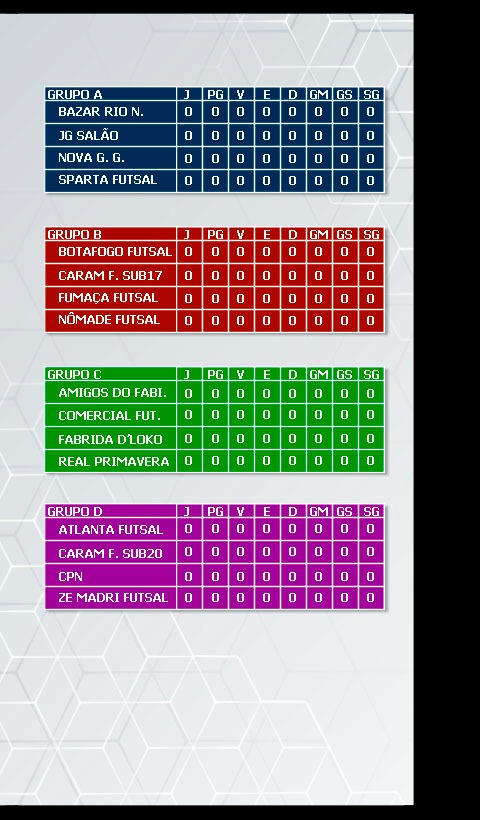 GRUPO A J PG V E D GM GS SG
BAZAR RIO N. 0 0 0 0 0 0 0 0
JG SALÃO 0 0 0 0 0 0 0 0
NOVA G. G. 0 0 0 0 0 0 0 0
SPARTA FUTSAL 0 0 0 0 0 0 0 0
GRUPO B J PG V E D GM GS SG
BOTAFOGO FUTSAL 0 0 0 0 0 0 0 0
CARAM F. SUB17 0 0 0 0 0 0 0 0
FUMAÇA FUTSAL 0 0 0 0 0 0 0 0
NÔMADE FUTSAL 0 0 0 0 0 0 0 0
GRUPO C J PG V E D GM GS SG
AMIGOS DO FABI. 0 0 0 0 0 0 0 0
COMERCIAL FUT. 0 0 0 0 0 0 0 0
FABRIDA D'LOKO 0 0 0 0 0 0 0 0
REAL PRIMAVERA 0 0 0 0 0 0 0 0
GRUPO D J PG V E D GM GS SG
ATLANTA FUTSAL 0 0 0 0 0 0 0 0
CARAM F. SUB20 0 0 0 0 0 0 0 0
CPN 0 0 0 0 0 0 0 0
ZE MADRI FUTSAL 0 0 0 0 0 0 0 0